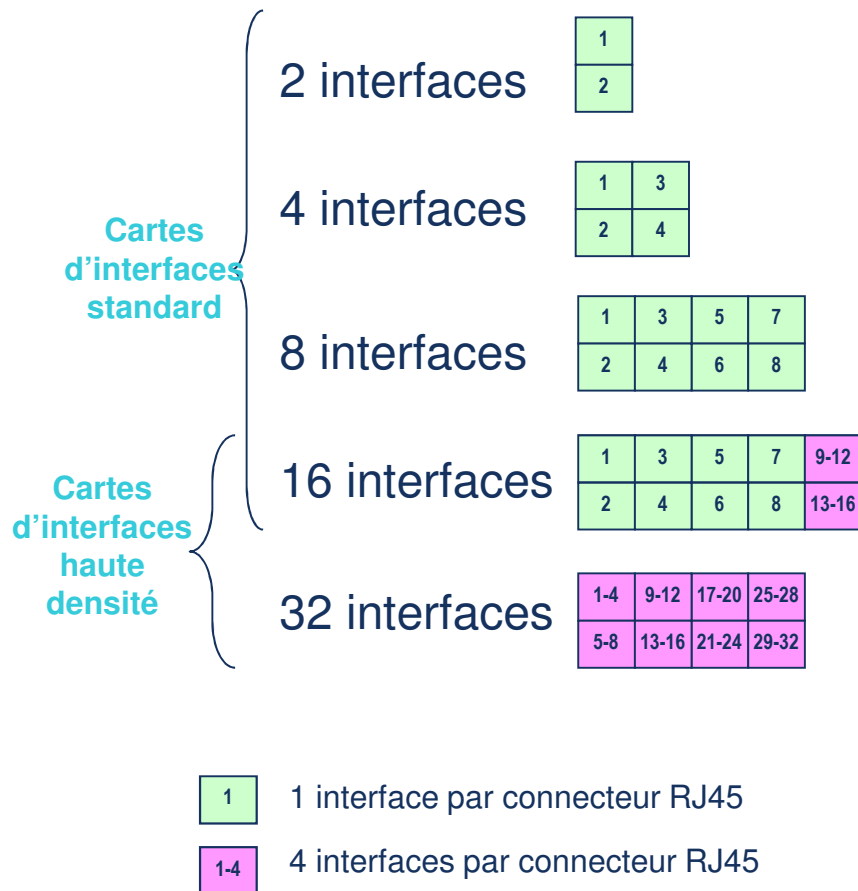 2 interfaces
1
2
4 interfaces
1 3
2 4
Cartes
d’interfaces
standard
8 interfaces
1 3 5 7
2 4 6 8
16 interfaces
1 3 5 7 9-12
2 4 6 8 13-16
Cartes
d’interfaces
haute
densité
32 interfaces
1-4 9-12 17-20 25-28
5-8 13-16 21-24 29-32
1 1 interface par connecteur RJ45
1-4 4 interfaces par connecteur RJ45